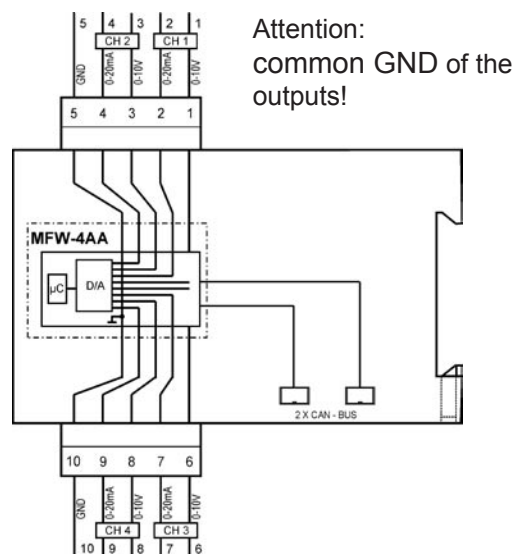 5 4 3 2 1
CH 2 CH 1
GND 0-20mA 0-10V 0-20mA 0-10V
5 4 3 2 1
Attention:
common GND of the
outputs!
MFW-4AA
µC D/A
2 X CAN - BUS
10 9 8 7 6
GND 0-20mA 0-10V 0-20mA 0-10V
CH 4 CH 3
10 9 8 7 6